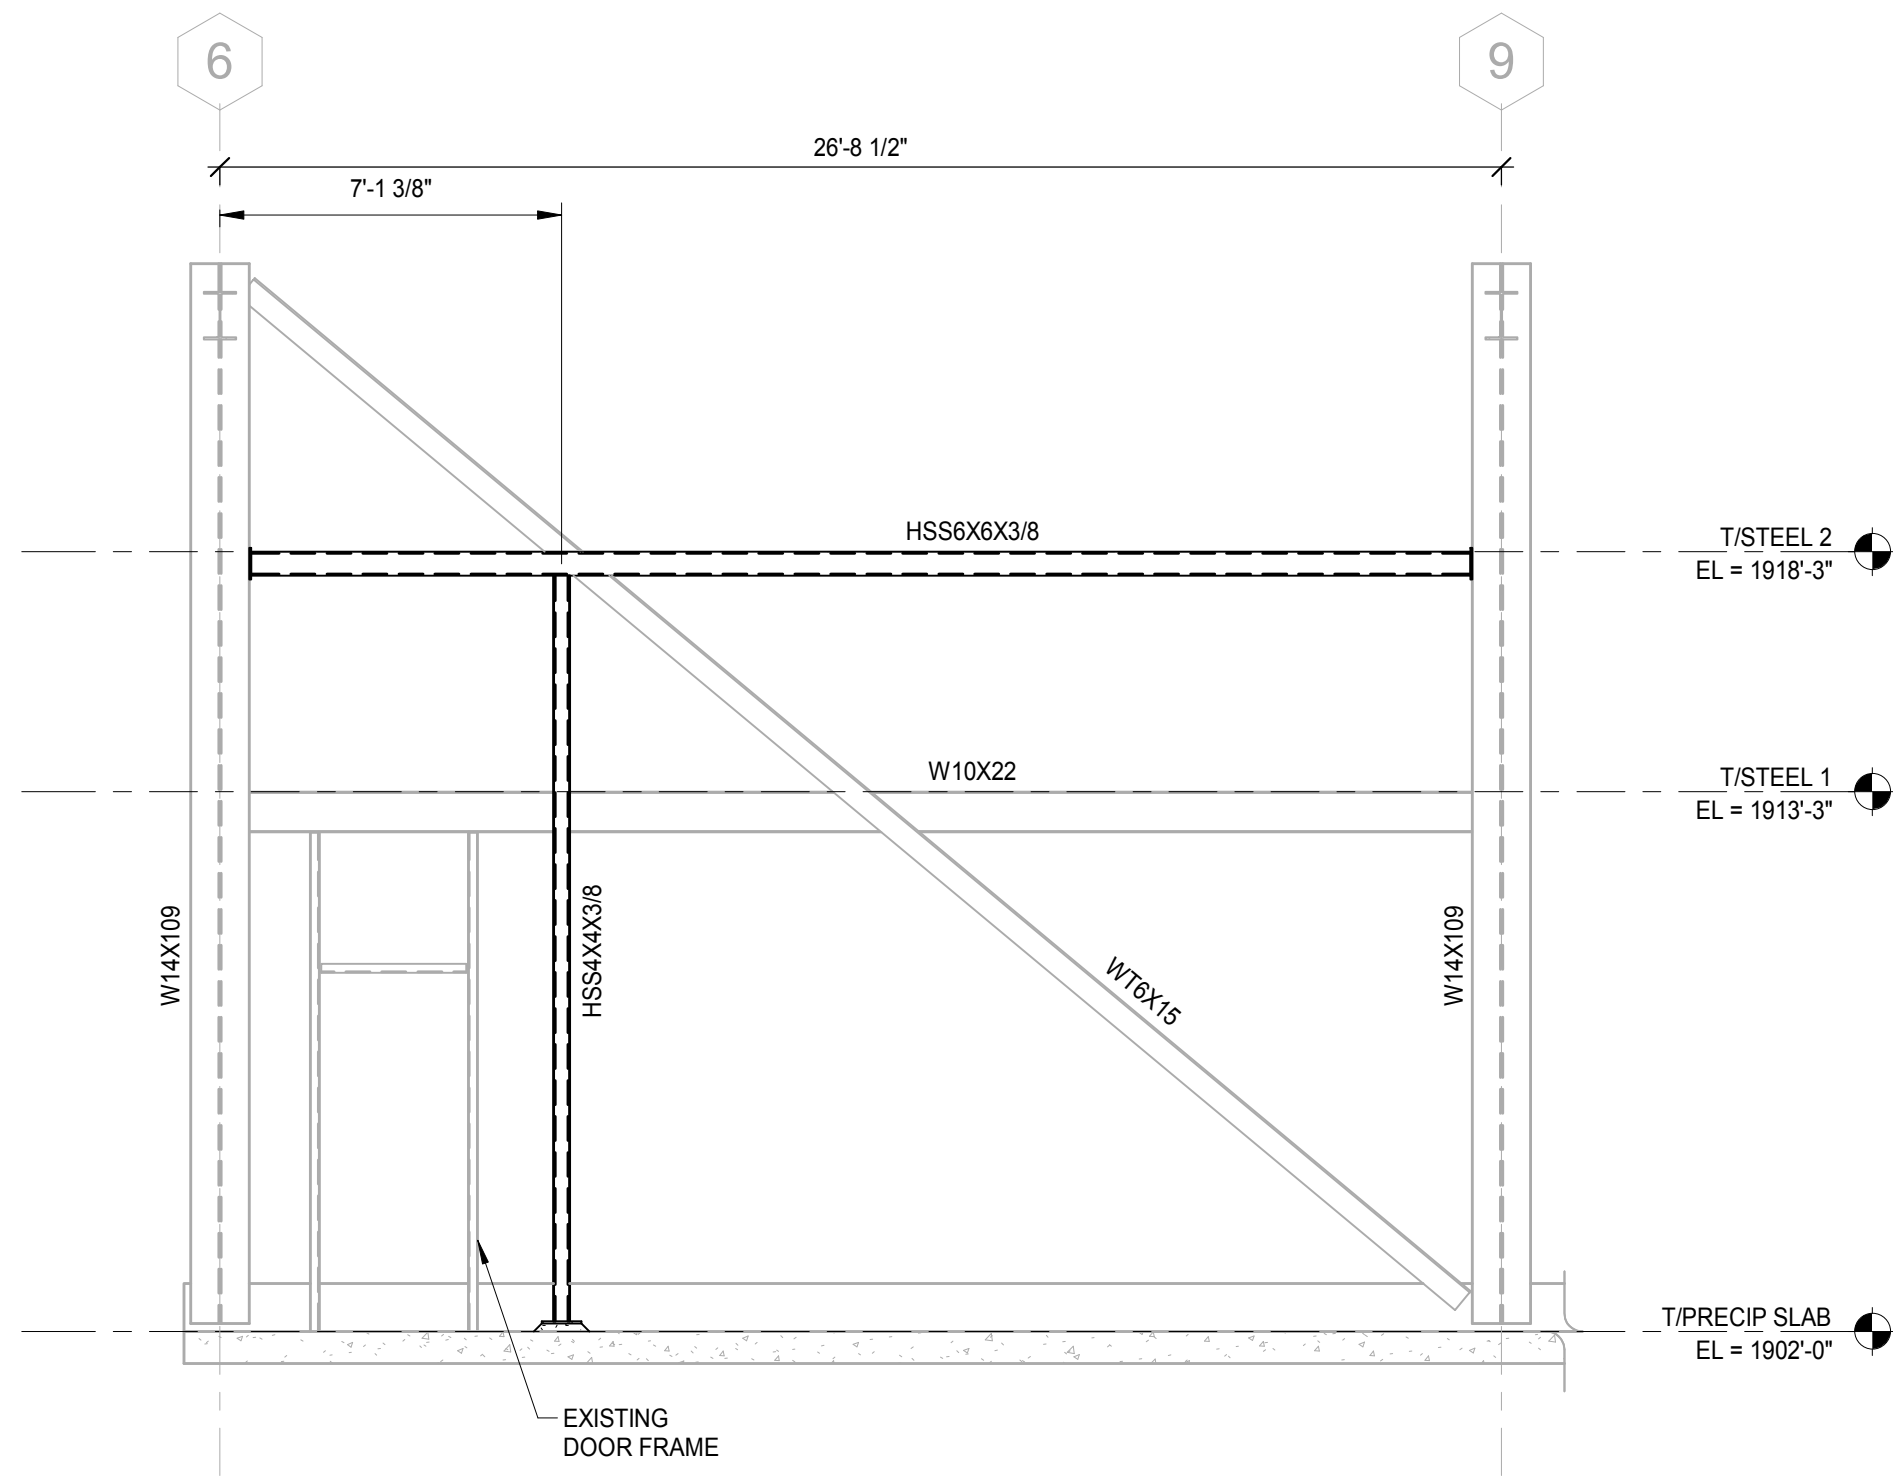 6
9
26'-8 1/2"
7'-1 3/8"
HSS6X6X3/8
T/STEEL 2
EL = 1918'-3"
W10X22
T/STEEL 1
EL = 1913'-3"
W14X109
HSS4X4X3/8
WT6X15
W14X109
T/PRECIP SLAB
EL = 1902'-0"
EXISTING
DOOR FRAME